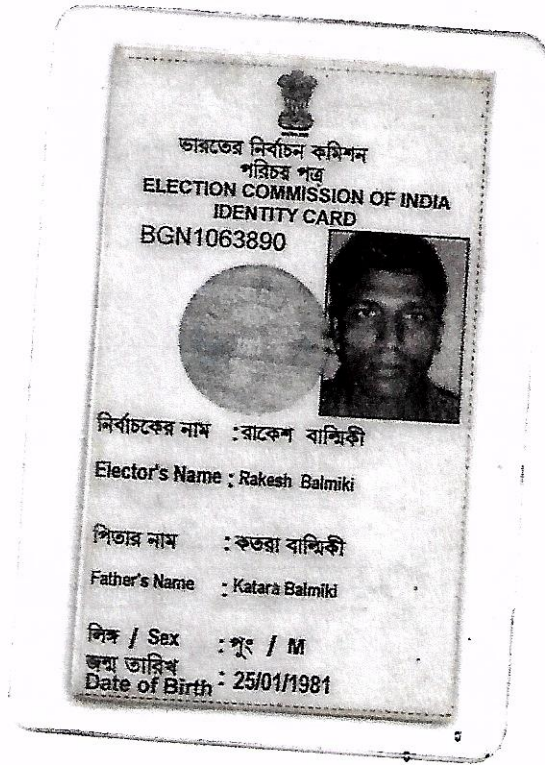 ভারতের নির্বাচন কমিশন
পরিচয় পত্র
ELECTION COMMISSION OF INDIA
IDENTITY CARD
BGN1063890
নির্বাচকের নাম : রাকেশ বাল্মিকী
Elector's Name : Rakesh Balmiki
পিতার নাম : কতরা বাল্মিকী
Father's Name : Katara Balmiki
লিঙ্গ / Sex : পুং / M
জন্ম তারিখ
Date of Birth : 25/01/1981